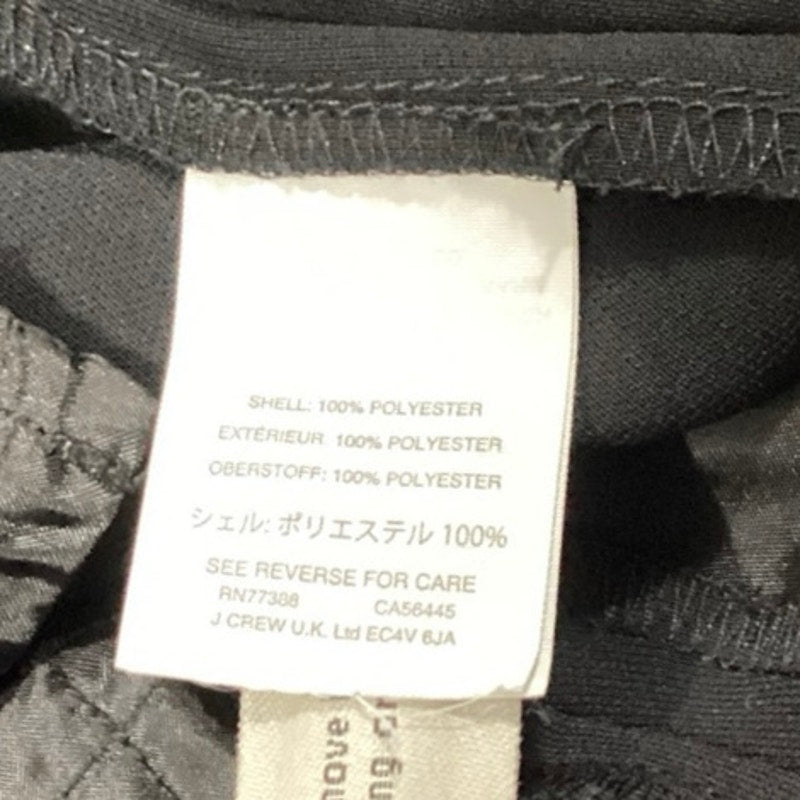 SHELL: 100% POLYESTER
EXTÉRIEUR 100% POLYESTER
OBERSTOFF: 100% POLYESTER
シェル: ポリエステル 100%
SEE REVERSE FOR CARE
RN77388 CA56445
J CREW U.K. Ltd EC4V 6JA